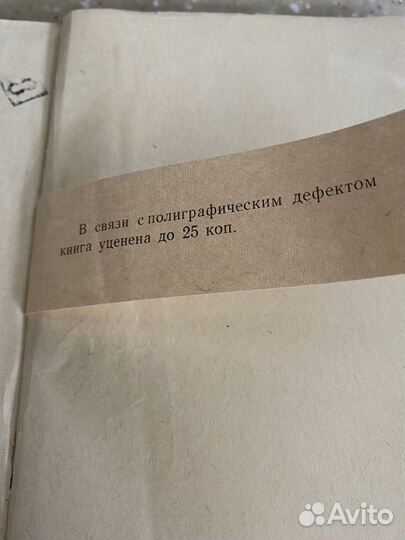 В связи с полиграфическим дефектом
книга уценена до 25 коп.
Avito